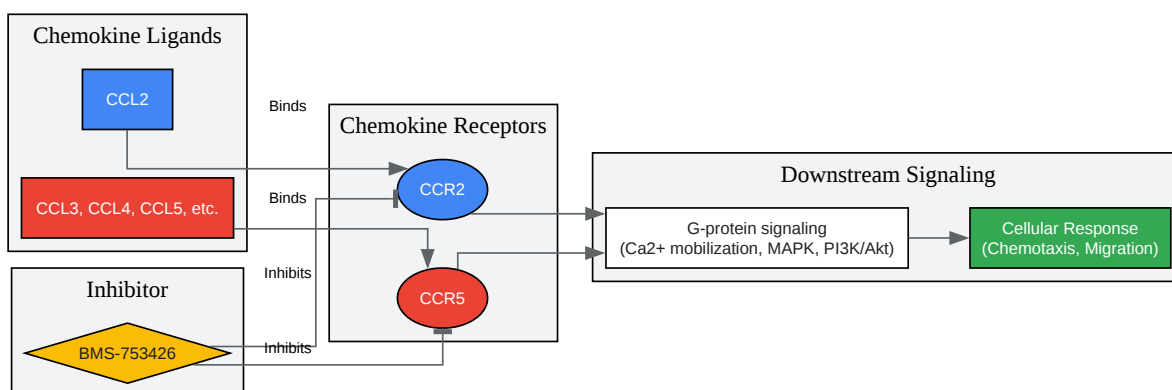 Chemokine Ligands
CCL2
CCL3, CCL4, CCL5, etc.
Inhibitor
BMS-753426
Binds
Binds
Inhibits
Inhibits
Chemokine Receptors
CCR2
CCR5
Downstream Signaling
G-protein signaling
(Ca2+ mobilization, MAPK, PI3K/Akt)
Cellular Response
(Chemotaxis, Migration)